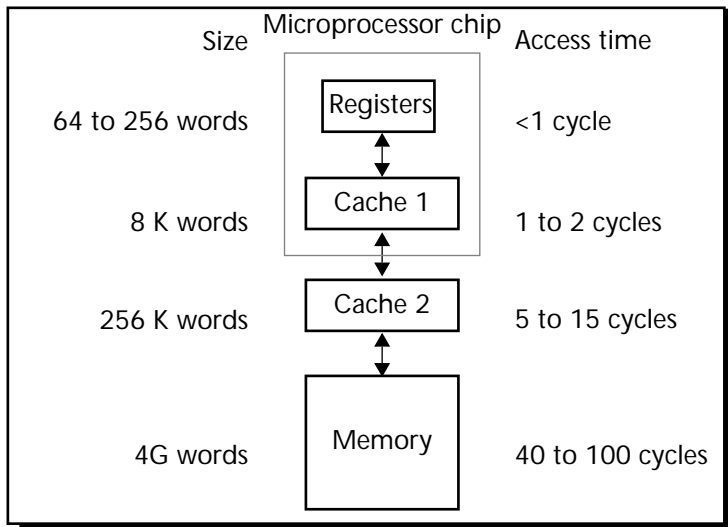 Size Microprocessor chip Access time
64 to 256 words Registers <1 cycle
8 K words Cache 1 1 to 2 cycles
256 K words Cache 2 5 to 15 cycles
4G words Memory 40 to 100 cycles